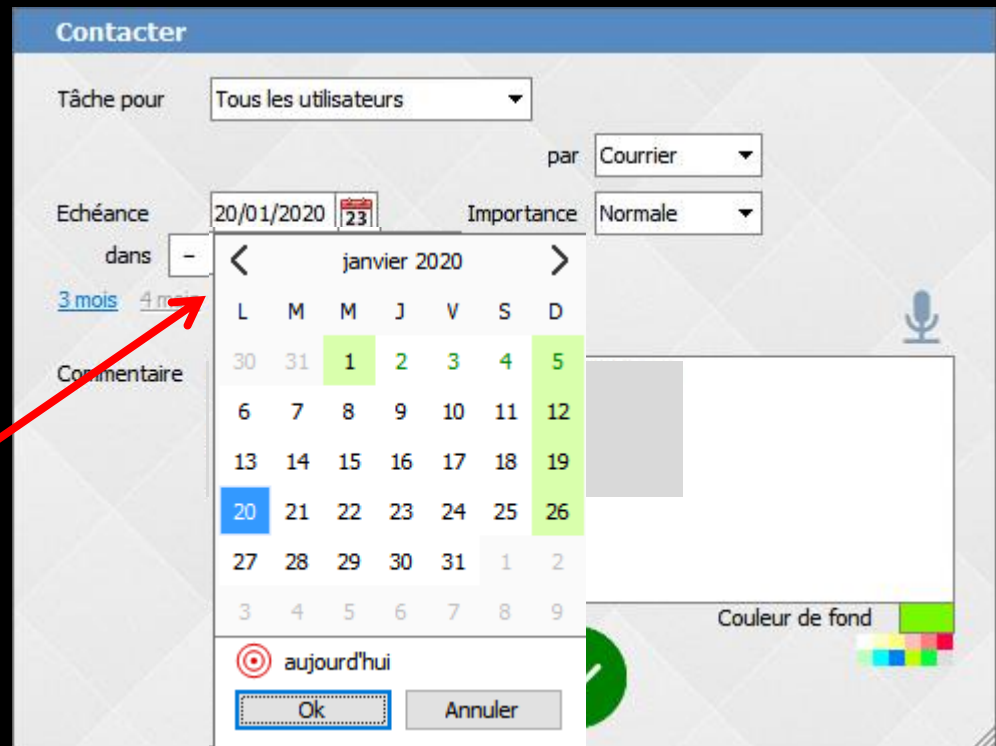 Contacter
Tâche pour Tous les utilisateurs
par Courrier
Echéance 20/01/2020 23 Importance Normale
dans –
3 mois 4
janvier 2020
L M M J V S D
30 31 1 2 3 4 5
Commentaire
6 7 8 9 10 11 12
13 14 15 16 17 18 19
20 21 22 23 24 25 26
27 28 29 30 31 1 2
3 4 5 6 7 8 9
Couleur de fond
aujourd'hui
Ok Annuler